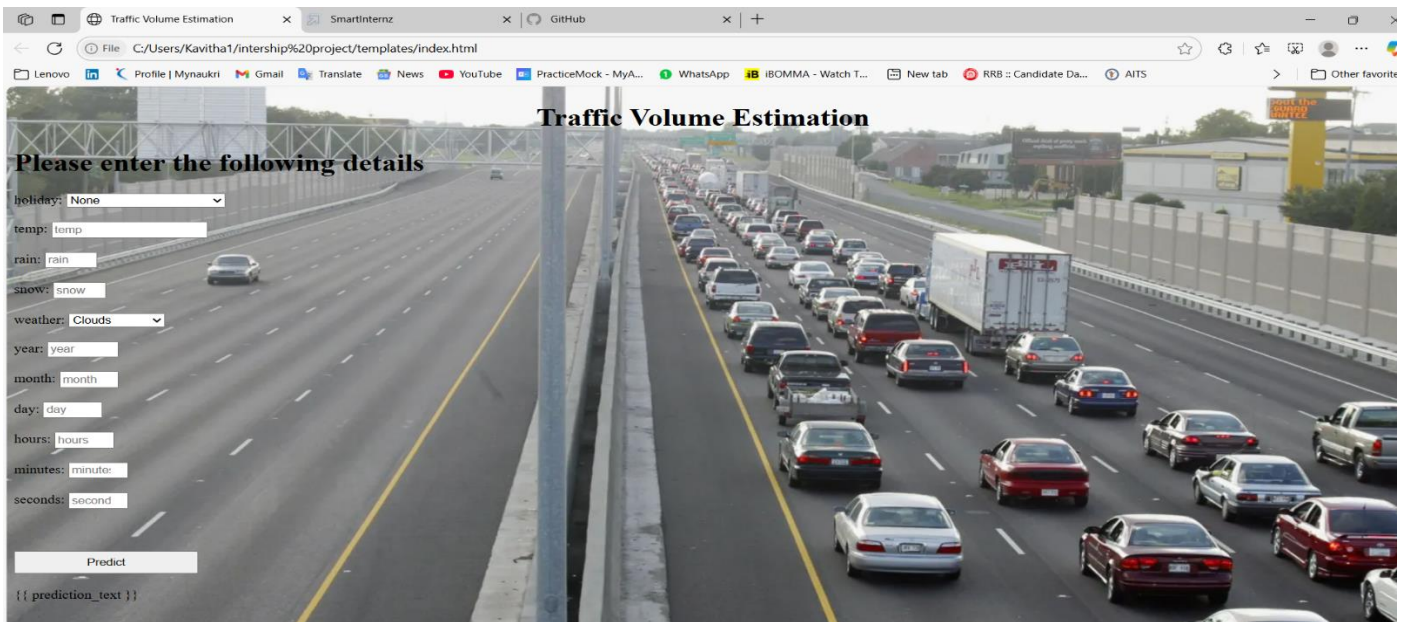 Traffic Volume Estimation SmartInternz GitHub
File C:/Users/Kavitha1/intership%20project/templates/index.html
Lenovo Profile | Mynaukri Gmail Translate News YouTube PracticeMock - MyA... WhatsApp iBOMMA - Watch T... New tab RRB :: Candidate Da... AITS Other favorite
Traffic Volume Estimation
Please enter the following details
holiday: None
temp: temp
rain: rain
snow: snow
weather: Clouds
year: year
month: month
day: day
hours: hours
minutes: minute:
seconds: second
Predict
{{ prediction_text }}